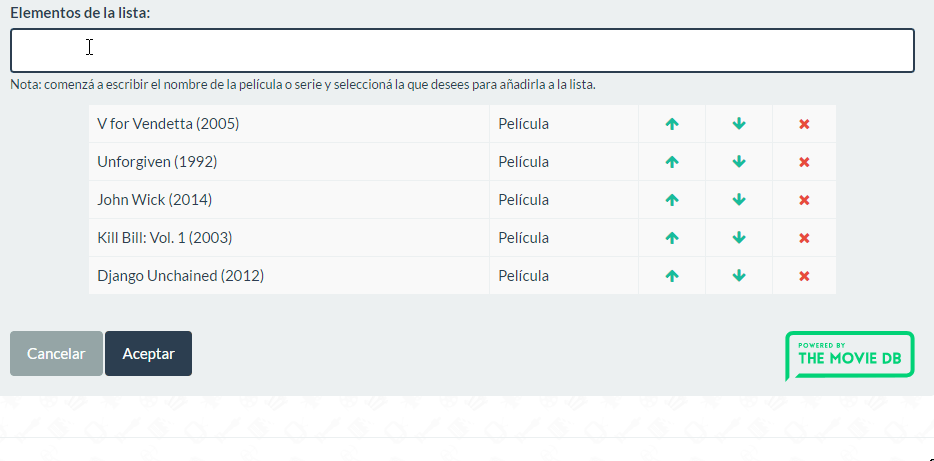 Elementos de la lista:
Nota: comenzá a escribir el nombre de la película o serie y seleccioná la que desees para añadirla a la lista.
V for Vendetta (2005) Película
Unforgiven (1992) Película
John Wick (2014) Película
Kill Bill: Vol. 1 (2003) Película
Django Unchained (2012) Película
Cancelar Aceptar
POWERED BY
THE MOVIE DB